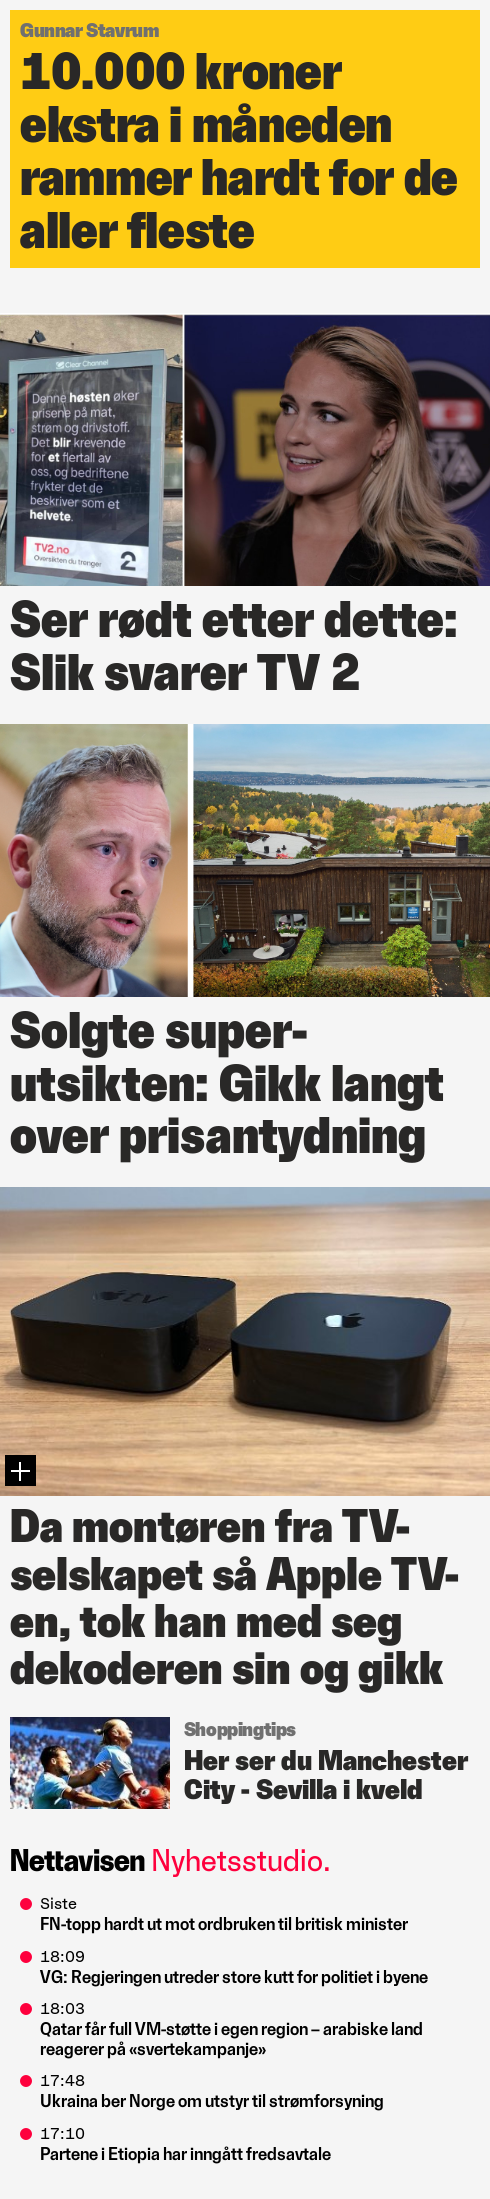 Gunnar Stavrum
10.000 kroner
ekstra i måneden
rammer hardt for de
aller fleste
Clear Channel
Denne høsten øker
prisene på mat,
strøm og drivstoff.
Det blir krevende
for et flertall av
oss, og bedriftene
frykter det de
beskriver som et
helvete.
TV2.no
Oversikten du trenger
2
Ser rødt etter dette:
Slik svarer TV 2
Solgte super-
utsikten: Gikk langt
over prisantydning
tv
Da montøren fra TV-
selskapet så Apple TV-
en, tok han med seg
dekoderen sin og gikk
Shoppingtips
Her ser du Manchester
City - Sevilla i kveld
Nettavisen Nyhetsstudio.
Siste
FN-topp hardt ut mot ordbruken til britisk minister
18:09
VG: Regjeringen utreder store kutt for politiet i byene
18:03
Qatar får full VM-støtte i egen region – arabiske land
reagerer på «svertekampanje»
17:48
Ukraina ber Norge om utstyr til strømforsyning
17:10
Partene i Etiopia har inngått fredsavtale